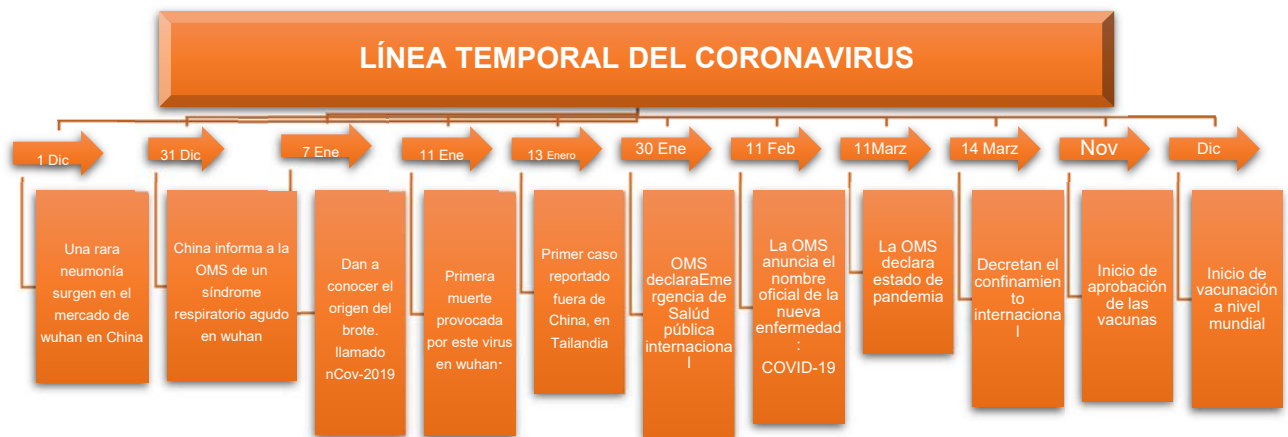 LÍNEA TEMPORAL DEL CORONAVIRUS
1 Dic
31 Dic
7 Ene
11 Ene
13 Enero
30 Ene
11 Feb
11Marz
14 Marz
Nov
Dic
Una rara
neumonía
surgen en el
mercado de
wuhan en China
China informa a la
OMS de un
síndrome
respiratorio agudo
en wuhan
Dan a
conocer el
origen del
brote.
llamado
nCov-2019
Primera
muerte
provocada
por este virus
en wuhan·
Primer caso
reportado
fuera de
China, en
Tailandia
OMS
declaraEme
rgencia de
Salúd
pública
internaciona
l
La OMS
anuncia el
nombre
oficial de la
nueva
enfermedad
:
COVID-19
La OMS
declara
estado de
pandemia
Decretan el
confinamien
to
internaciona
l
Inicio de
aprobación
de las
vacunas
Inicio de
vacunación
a nivel
mundial